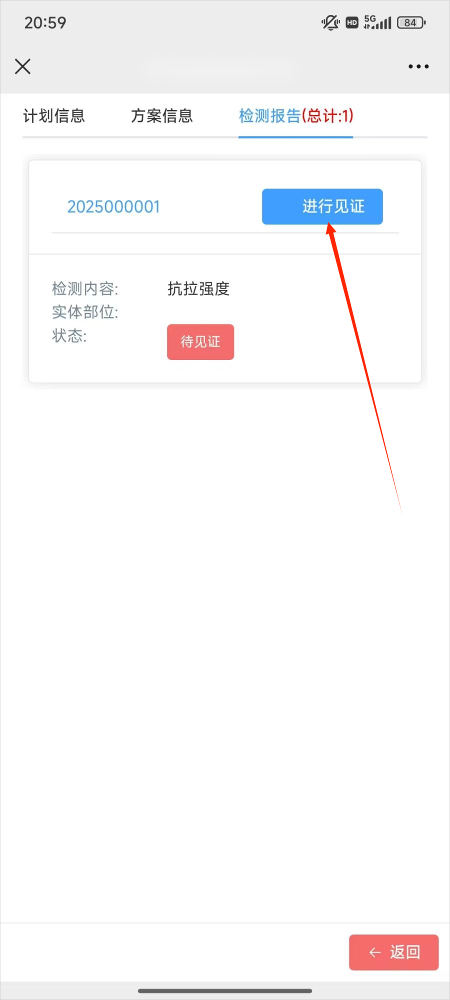 20:59 HD 5G 84
计划信息 方案信息 检测报告(总计:1)
2025000001 进行见证
检测内容: 抗拉强度
实体部位:
状态: 待见证
← 返回